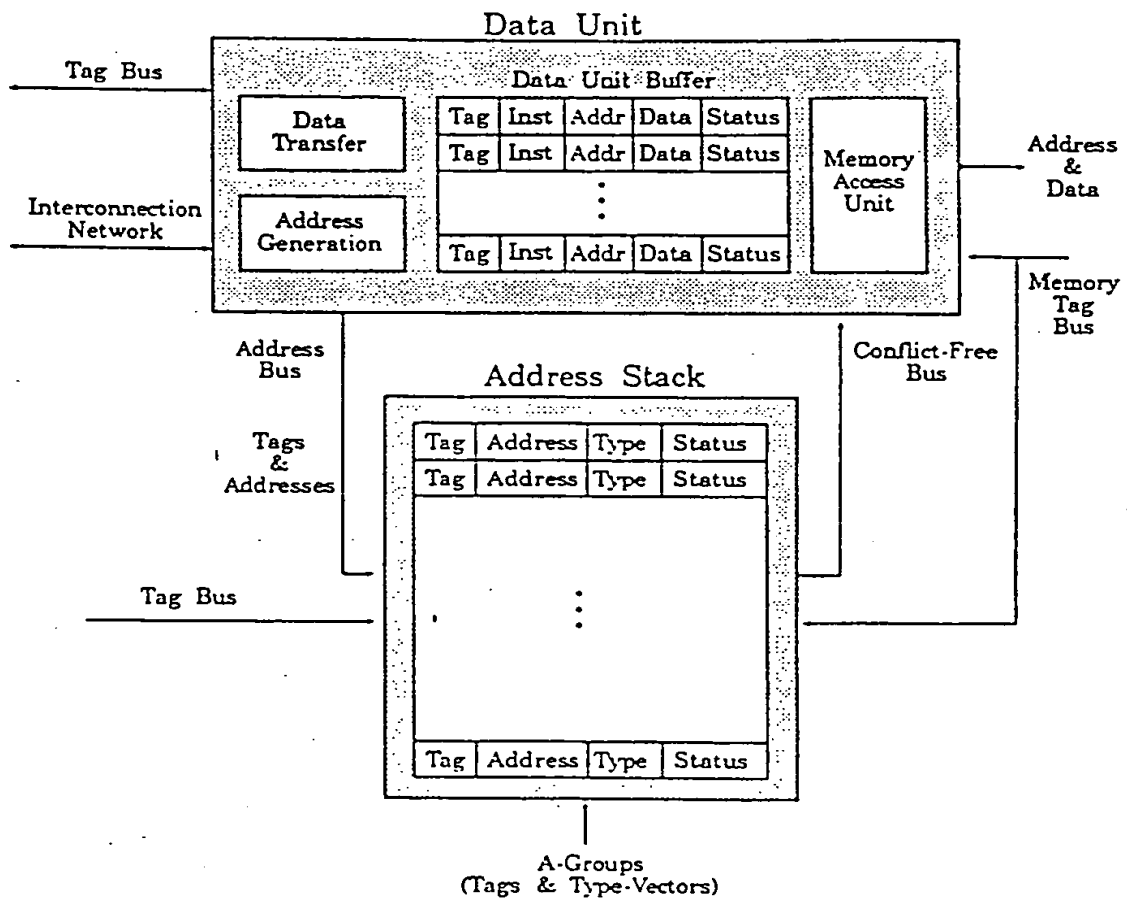 Data Unit
Tag Bus
Data Unit Buffer
Data
Transfer
Tag Inst Addr Data Status
Tag Inst Addr Data Status
Tag Inst Addr Data Status
Memory
Access
Unit
Address
&
Data
Interconnection
Network
Address
Generation
Memory
Tag
Bus
Address
Bus
Conflict-Free
Bus
Address Stack
Tags
&
Addresses
Tag Address Type Status
Tag Address Type Status
Tag Bus
Tag Address Type Status
A-Groups
(Tags & Type-Vectors)